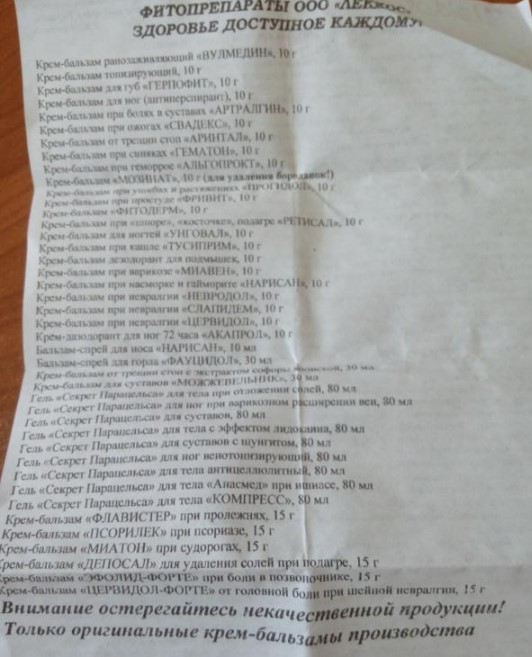 ФИТОПРЕПАРАТЫ ООО
ЗДОРОВЬЕ ДОСТУПНОЕ КАЖДОМУ!
Крем-бальзам ранозаживляющий «ВУЛМЕДИН», 10 г
Крем-бальзам тонизирующий, 10 г
Крем-бальзам для губ «ГЕРПОФИТ», 10 г
Крем-бальзам для ног (антиперспирант), 10 г
Крем-бальзам при болях в суставах «АРТРАЛГИН», 10 г
Крем-бальзам при ожогах «СВАДЕКС», 10 г
Крем-бальзам от трещин стоп «АРИНТАЛ», 10 г
Крем-бальзам при синяках «ГЕМАТОН», 10 г
Крем-бальзам при геморрое «АЛЬГОПРОКТ», 10 г
Крем-бальзам «МОЗИНАТ», 10 г (для удаления бородавок!)
Крем-бальзам при ушибах и растяжениях «ПРОГИДОЛ», 10 г
Крем-бальзам при простуде «ФРИВИТ», 10 г
Крем-бальзам «ФИТОДЕРМ», 10 г
Крем-бальзам при «шпоре», «косточке», подагре «РЕТИСАЛ», 10 г
Крем-бальзам для ногтей «УНГОВАЛ», 10 г
Крем-бальзам при кашле «ТУСИПРИМ», 10 г
Крем-бальзам дезодорант для подмышек, 10 г
Крем-бальзам при варикозе «МИАВЕН», 10 г
Крем-бальзам при насморке и гайморите «НАРИСАН», 10 г
Крем-бальзам при невралгии «НЕВРОДОЛ», 10 г
Крем-бальзам при невралгии «СЛАПИДЕМ», 10 г
Крем-бальзам при невралгии «ЦЕРВИДОЛ», 10 г
Крем-дазодорант для ног 72 часа «АКАПРОЛ», 10 г
Бальзам-спрей для носа «НАРИСАН», 10 мл
Бальзам-спрей для горла «ФАУЦИДОЛ», 30 мл
Крем-бальзам от трещин стоп с экстрактом софоры японской, 30 мл
Крем-бальзам для суставов «МОЖЖЕВЕЛЬНИК», 30 мл
Гель «Секрет Парацельса» для тела при отложении солей, 80 мл
Гель «Секрет Парацельса» для ног при варикозном расширении вен, 80 мл
Гель «Секрет Парацельса» для суставов, 80 мл
Гель «Секрет Парацельса» для тела с эффектом лидокаина, 80 мл
Гель «Секрет Парацельса» для суставов с шунгитом, 80 мл
Гель «Секрет Парацельса» для ног венотонизирующий, 80 мл
Гель «Секрет Парацельса» для тела антицеллюлитный, 80 мл
Гель «Секрет Парацельса» для тела «Анасмед» при ишиасе, 80 мл
Гель «Секрет Парацельса» для тела «КОМПРЕСС», 80 мл
Крем-бальзам «ФЛАВИСТЕР» при пролежнях, 15 г
Крем-бальзам «ПСОРИЛЕК» при псориазе, 15 г
Крем-бальзам «МИАТОН» при судорогах, 15 г
Крем-бальзам «ДЕПОСАЛ» для удаления солей при подагре, 15 г
Крем-бальзам «ЭФОЛИД-ФОРТЕ» при боли в позвоночнике, 15 г
Крем-бальзам «ЦЕРВИДОЛ-ФОРТЕ» от головной боли при шейной невралгии, 15 г
Внимание остерегайтесь некачественной продукции!
Только оригинальные крем-бальзамы производства